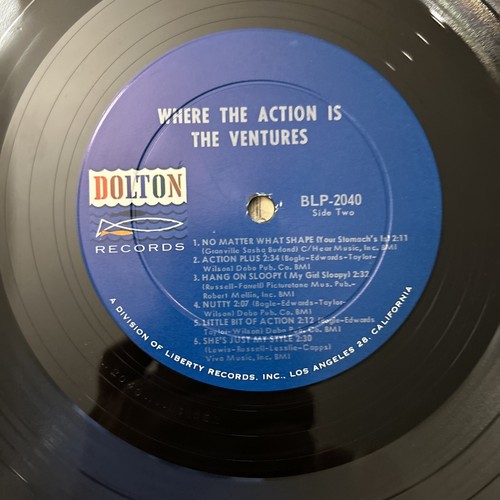 WHERE THE ACTION IS
THE VENTURES
DOLTON
RECORDS
BLP-2040
Side Two
1. NO MATTER WHAT SHAPE (Your Stomach's In) 2:11
(Granville Sasha Burland) C/Hear Music, Inc. BMI
2. ACTION PLUS 2:34 (Bogle-Edwards-Taylor-
Wilson) Dobo Pub. Co. BMI
3. HANG ON SLOOPY (My Girl Sloopy) 2:32
(Russell-Farrell) Picturetone Mus. Pub.-
Robert Mellin, Inc. BMI
4. NUTTY 2:07 (Bogle-Edwards-Taylor-
Wilson) Dobo Pub. Co. BMI
5. LITTLE BIT OF ACTION 2:12 (Bogle-Edwards-
Taylor-Wilson) Dobo Pub. Co. BMI
6. SHE'S JUST MY STYLE 2:30
(Lewis-Russell-Lesslie-Capps)
Viva Music, Inc. BMI
A DIVISION OF LIBERTY RECORDS, INC., LOS ANGELES 28, CALIFORNIA